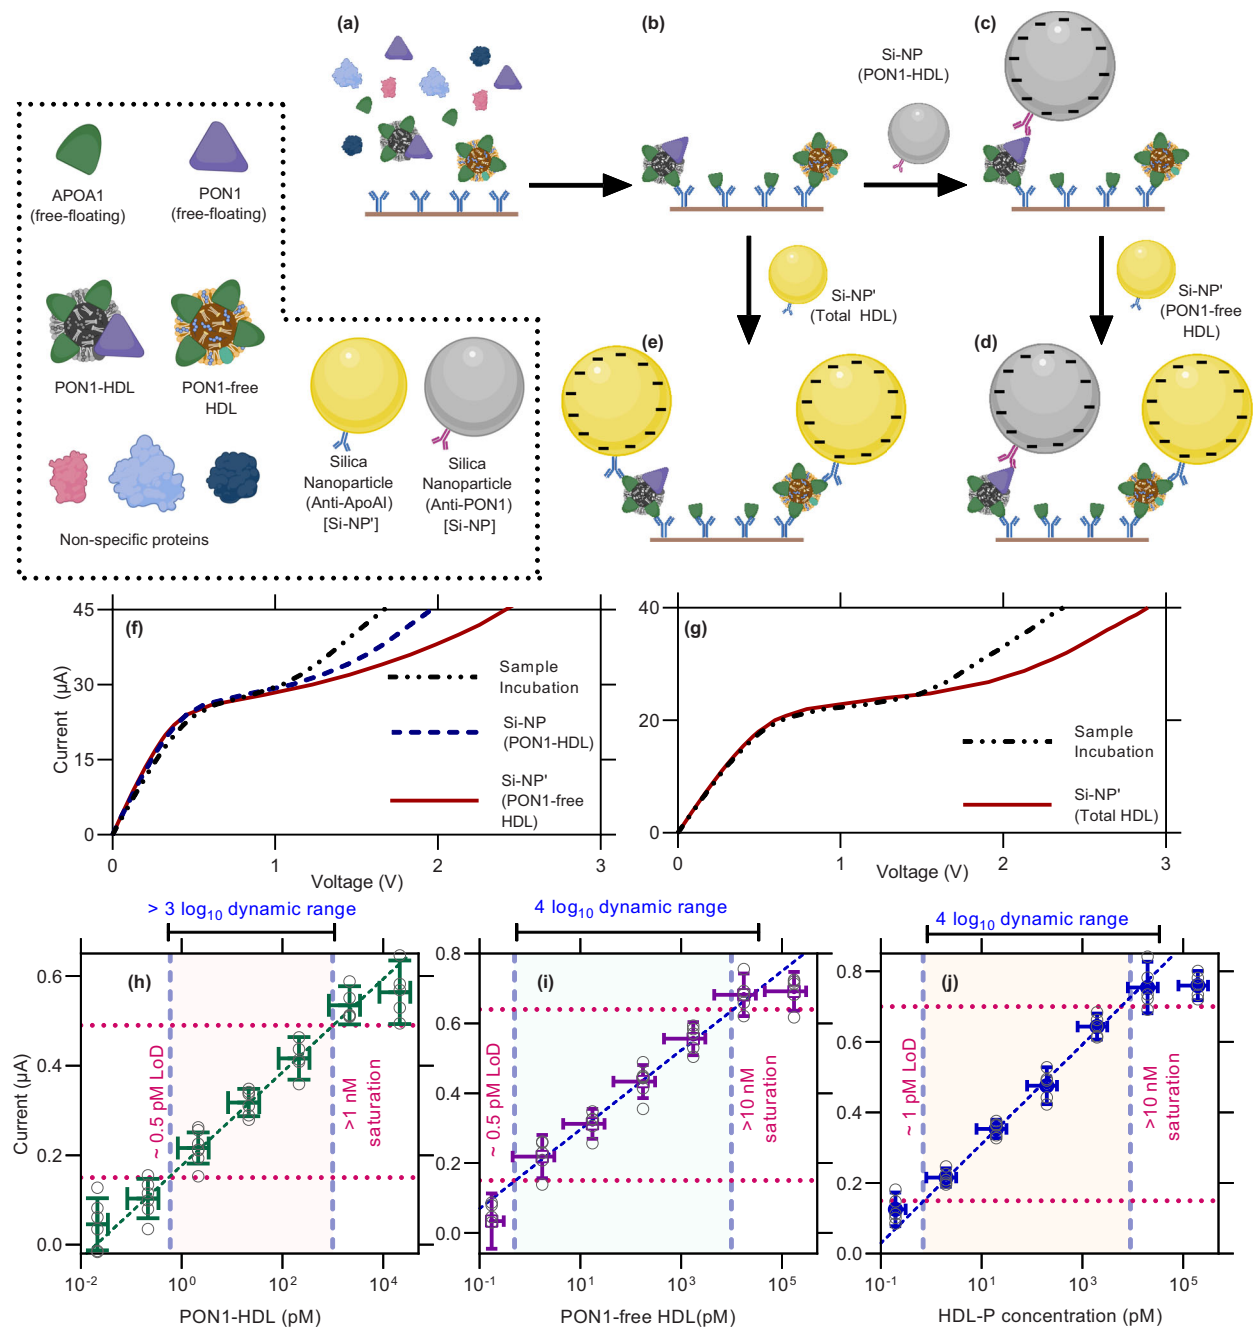 (a)
(b)
(c)
Si-NP
(PON1-HDL)
APOA1
(free-floating)
PON1
(free-floating)
Si-NP'
(Total HDL)
Si-NP'
(PON1-free
HDL)
PON1-HDL
PON1-free
HDL
(e)
(d)
Silica
Nanoparticle
(Anti-ApoAI)
[Si-NP']
Silica
Nanoparticle
(Anti-PON1)
[Si-NP]
Non-specific proteins
(f)
45
30
15
0
Current (µA)
0
1
2
3
Voltage (V)
Sample
Incubation
Si-NP
(PON1-HDL)
Si-NP'
(PON1-free
HDL)
(g)
40
20
0
0
1
2
3
Voltage (V)
Sample
Incubation
Si-NP'
(Total HDL)
> 3 log10 dynamic range
(h)
0.6
0.4
0.2
0.0
Current (µA)
~ 0.5 pM LoD
>1 nM
saturation
10-2
100
102
104
PON1-HDL (pM)
4 log10 dynamic range
(i)
0.8
0.6
0.4
0.2
0.0
~ 0.5 pM LoD
>10 nM
saturation
10-1
101
103
105
PON1-free HDL(pM)
4 log10 dynamic range
(j)
0.8
0.6
0.4
0.2
0.0
~ 1 pM LoD
>10 nM
saturation
10-1
101
103
105
HDL-P concentration (pM)